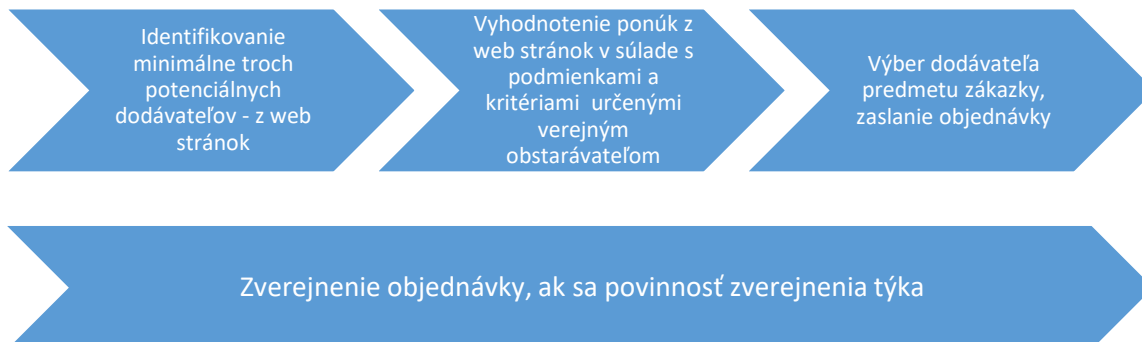 Identifikovanie
minimálne troch
potenciálnych
dodávateľov - z web
stránok
Vyhodnotenie ponúk z
web stránok v súlade s
podmienkami a
kritériami  určenými
verejným
obstarávateľom
Výber dodávateľa
predmetu zákazky,
zaslanie objednávky
Zverejnenie objednávky, ak sa povinnosť zverejnenia týka